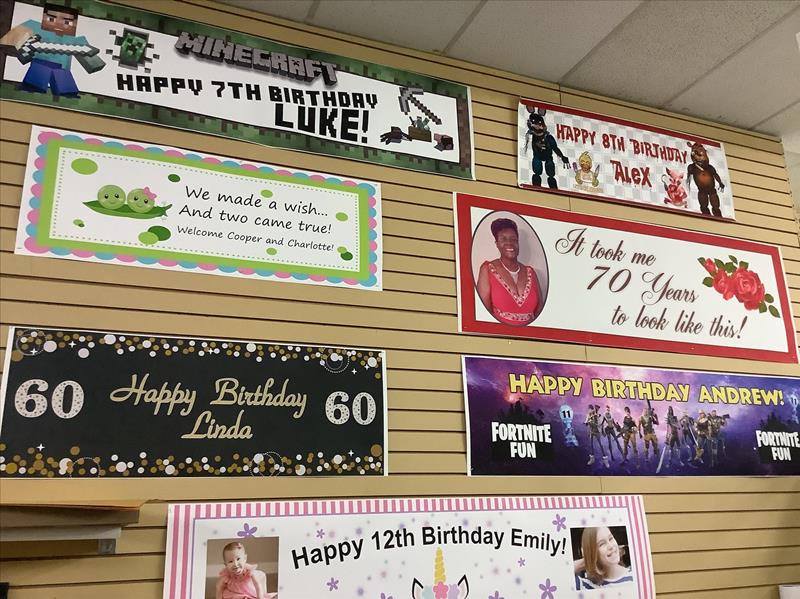 MINECRAFT
HAPPY 7TH BIRTHDAY
LUKE!
HAPPY 8TH BIRTHDAY
Alex
We made a wish...
And two came true!
Welcome Cooper and Charlotte!
It took me
70 Years
to look like this!
60
Happy Birthday
Linda
60
HAPPY BIRTHDAY ANDREW!
11
FORTNITE
FUN
11
FORTNITE
FUN
Happy 12th Birthday Emily!